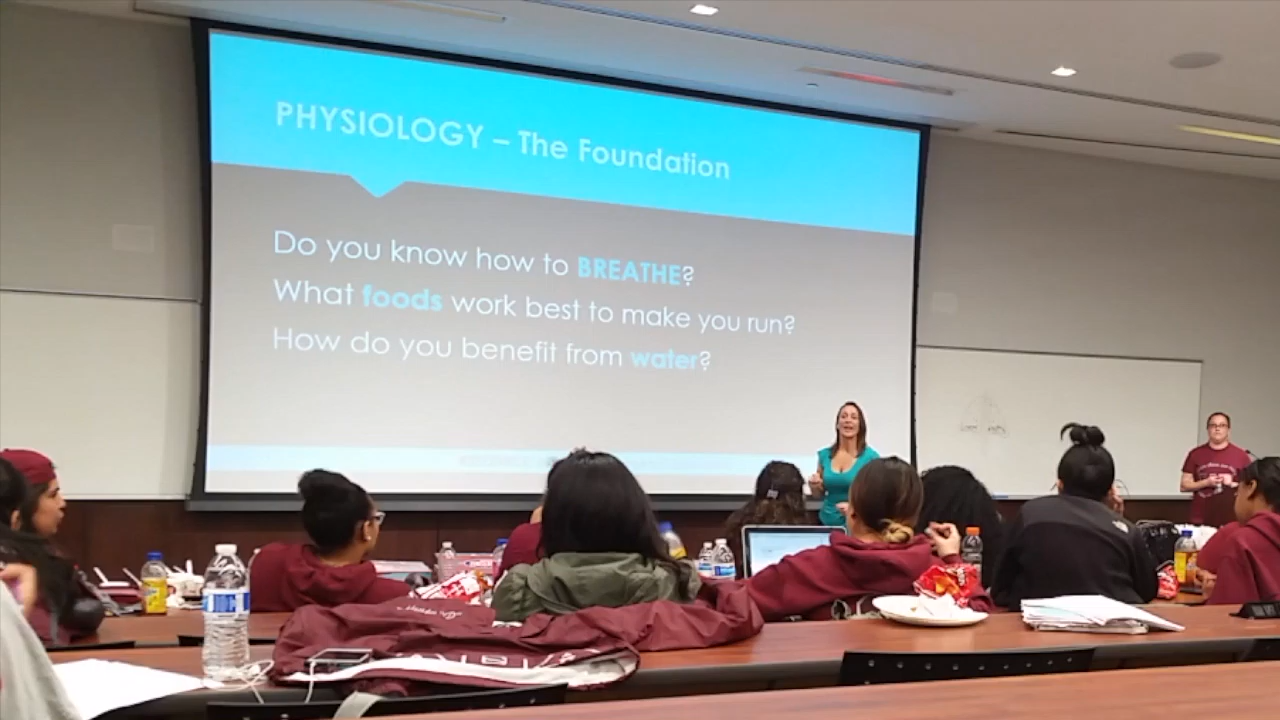 PHYSIOLOGY – The Foundation
Do you know how to BREATHE?
What foods work best to make you run?
How do you benefit from water?